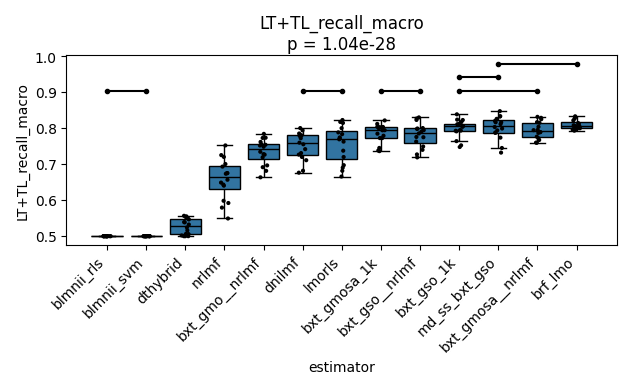 LT+TL_recall_macro
p = 1.04e-28
LT+TL_recall_macro
1.0
0.9
0.8
0.7
0.6
0.5
blmnii_rls
blmnii_svm
dthybrid
nrlmf
bxt_gmo__nrlmf
dnilmf
lmorls
bxt_gmosa_1k
bxt_gso__nrlmf
bxt_gso_1k
md_ss_bxt_gso
bxt_gmosa__nrlmf
brf_lmo
estimator